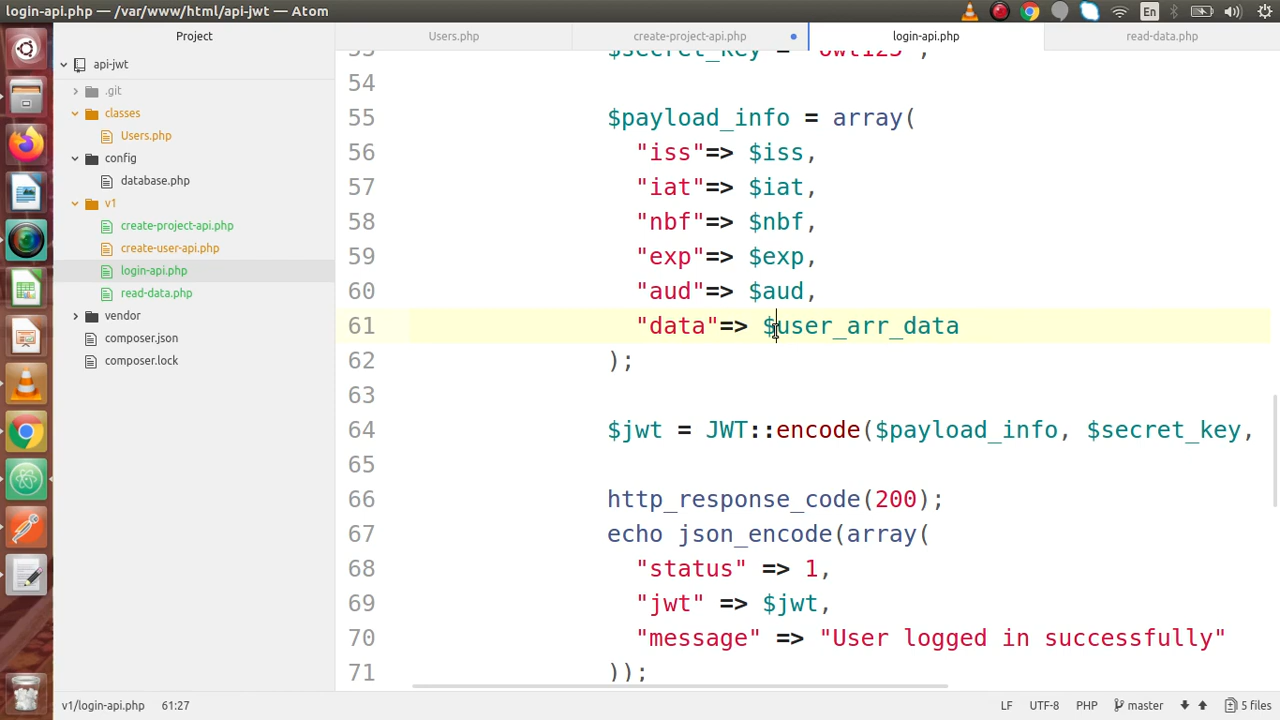 login-api.php — /var/www/html/api-jwt — Atom
En
Project
Users.php
create-project-api.php
login-api.php
read-data.php
api-jwt
.git
classes
Users.php
config
database.php
v1
create-project-api.php
create-user-api.php
login-api.php
read-data.php
vendor
composer.json
composer.lock
53 $secret_key = "owt123";
54
55 $payload_info = array(
56 "iss"=> $iss,
57 "iat"=> $iat,
58 "nbf"=> $nbf,
59 "exp"=> $exp,
60 "aud"=> $aud,
61 "data"=> $user_arr_data
62 );
63
64 $jwt = JWT::encode($payload_info, $secret_key,
65
66 http_response_code(200);
67 echo json_encode(array(
68 "status" => 1,
69 "jwt" => $jwt,
70 "message" => "User logged in successfully"
71 ));
v1/login-api.php 61:27
LF UTF-8 PHP master 5 files